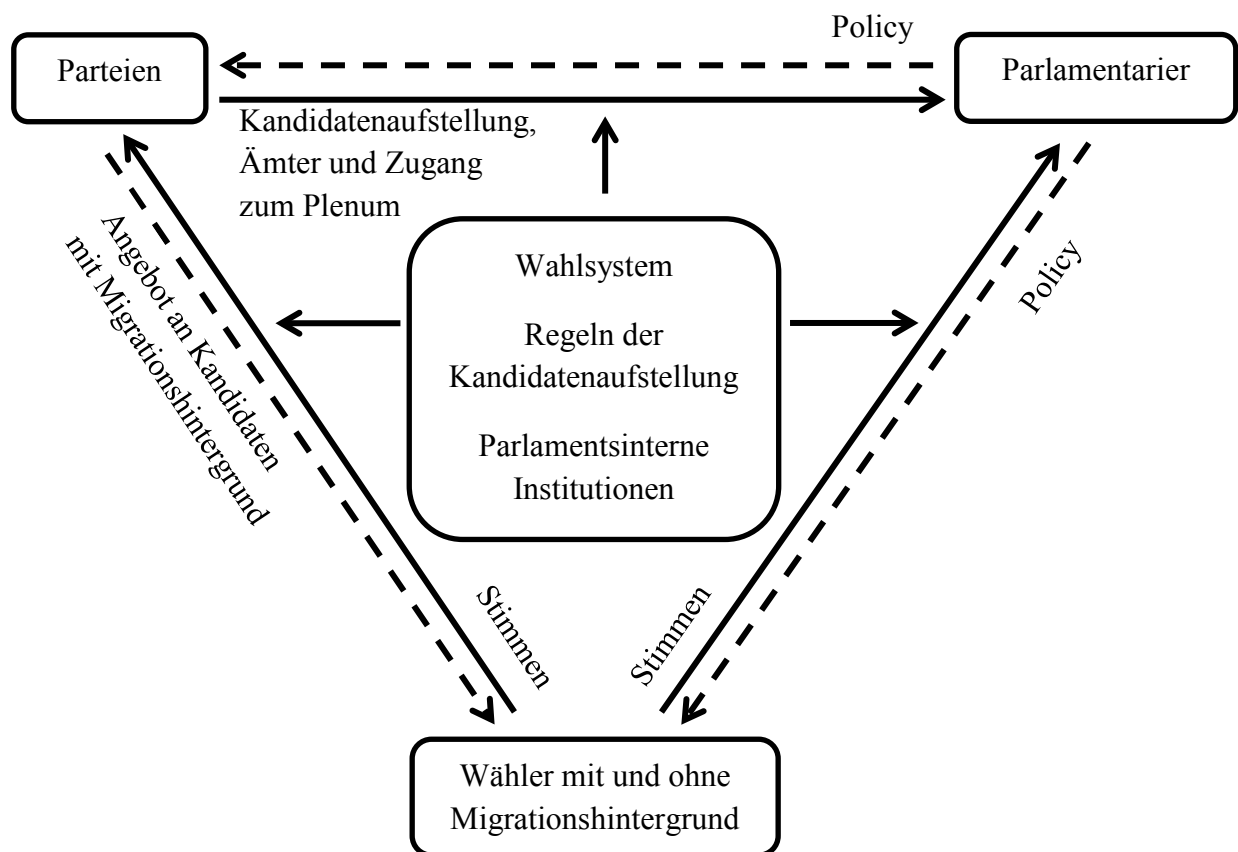 Policy
Parteien
Parlamentarier
Kandidatenaufstellung,
Ämter und Zugang
zum Plenum
Angebot an Kandidaten
mit Migrationshintergrund
Wahlsystem
Regeln der
Kandidatenaufstellung
Parlamentsinterne
Institutionen
Policy
Stimmen
Stimmen
Wähler mit und ohne
Migrationshintergrund